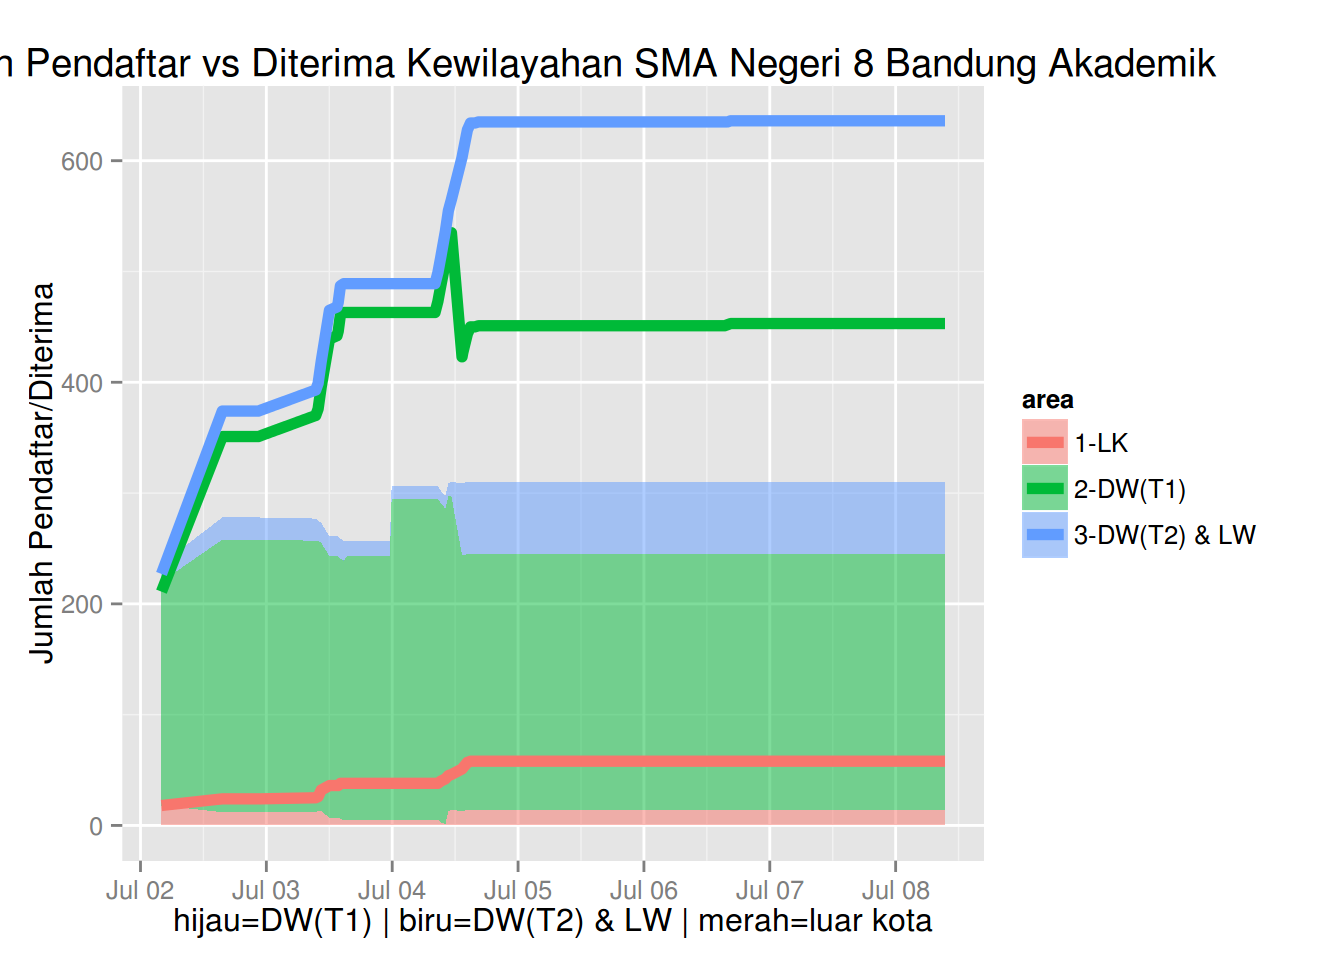 Pendaftar vs Diterima Kewilayahan SMA Negeri 8 Bandung Akademik
Jumlah Pendaftar/Diterima
600
400
200
0
Jul 02 Jul 03 Jul 04 Jul 05 Jul 06 Jul 07 Jul 08
hijau=DW(T1) | biru=DW(T2) & LW | merah=luar kota
area
1-LK
2-DW(T1)
3-DW(T2) & LW